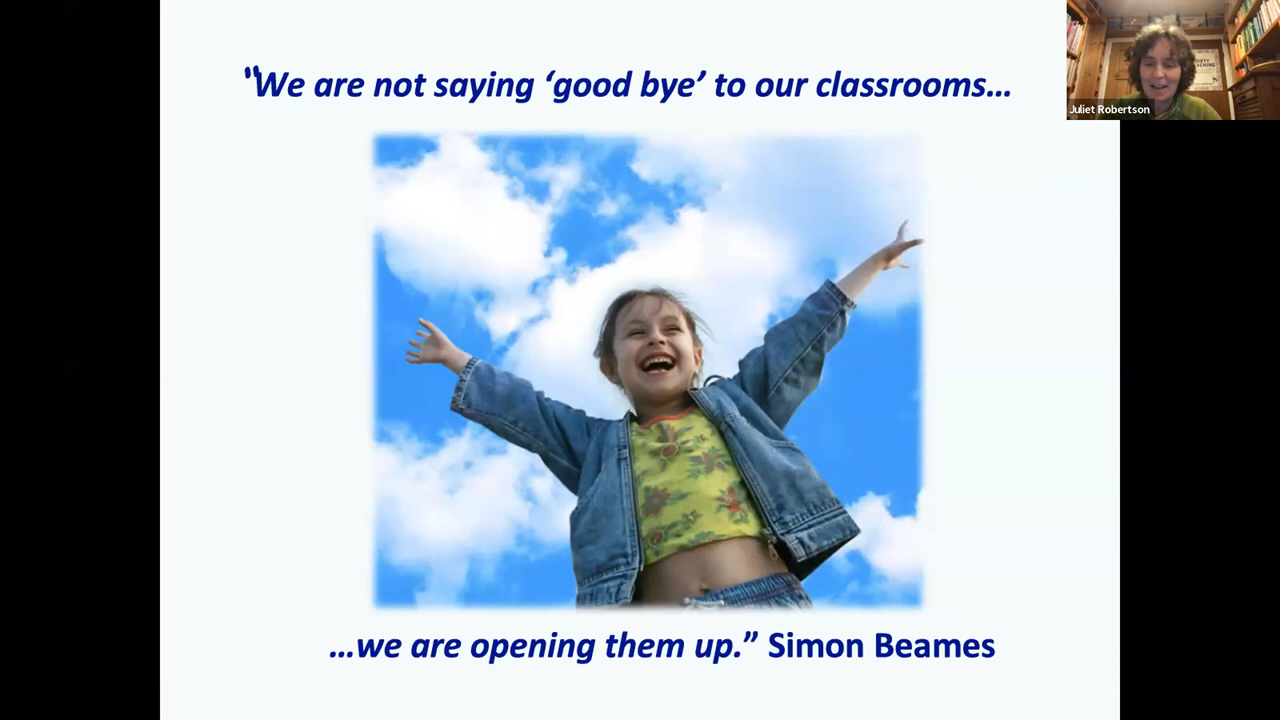 “We are not saying ‘good bye’ to our classrooms…
Juliet Robertson
…we are opening them up.” Simon Beames